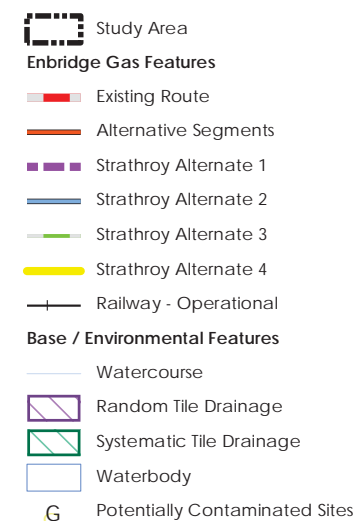 Study Area
Enbridge Gas Features
Existing Route
Alternative Segments
Strathroy Alternate 1
Strathroy Alternate 2
Strathroy Alternate 3
Strathroy Alternate 4
Railway - Operational
Base / Environmental Features
Watercourse
Random Tile Drainage
Systematic Tile Drainage
Waterbody
G Potentially Contaminated Sites